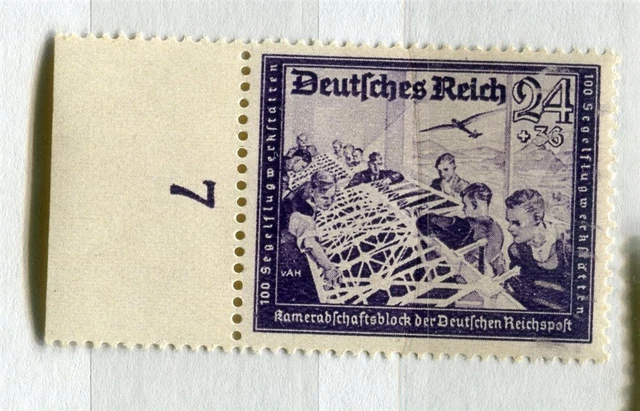 7
Deutsches Reich
24
+36
100 Segelflugwerkstätten
100 Segelflugwerkstätten
vAH
Kameradschaftsblock der Deutschen Reichspost